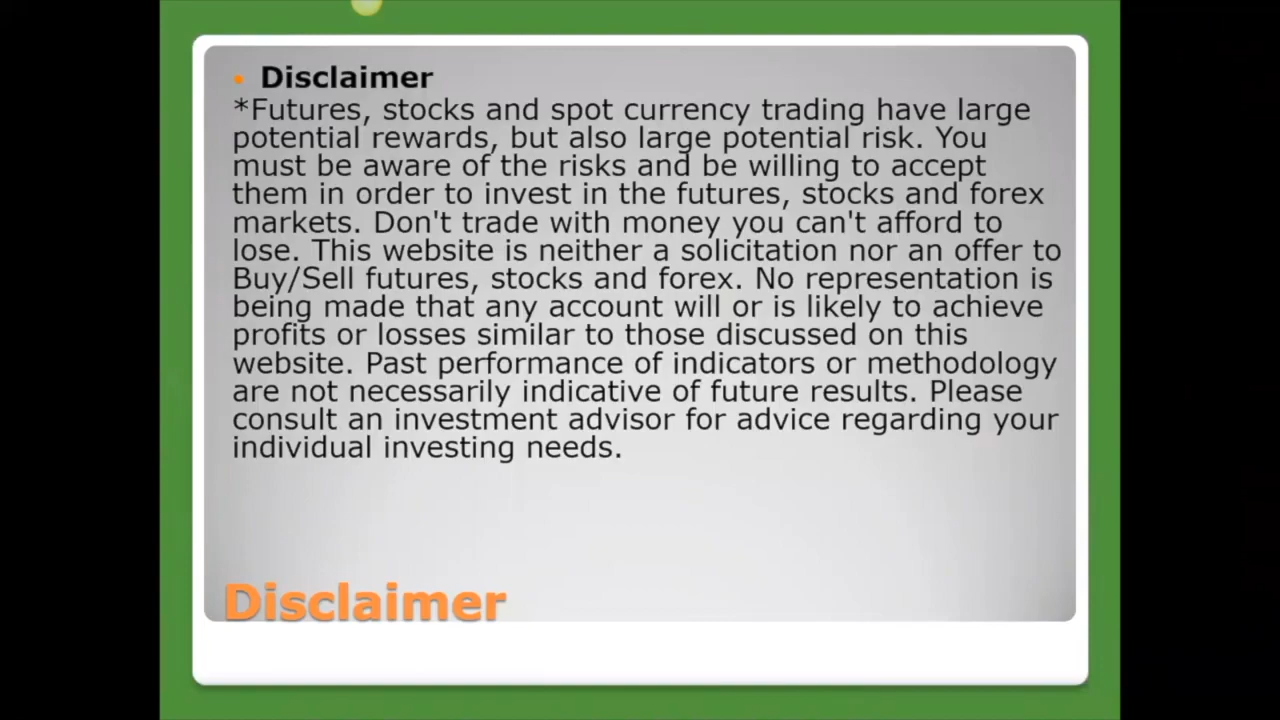 • Disclaimer
*Futures, stocks and spot currency trading have large
potential rewards, but also large potential risk. You
must be aware of the risks and be willing to accept
them in order to invest in the futures, stocks and forex
markets. Don't trade with money you can't afford to
lose. This website is neither a solicitation nor an offer to
Buy/Sell futures, stocks and forex. No representation is
being made that any account will or is likely to achieve
profits or losses similar to those discussed on this
website. Past performance of indicators or methodology
are not necessarily indicative of future results. Please
consult an investment advisor for advice regarding your
individual investing needs.
Disclaimer